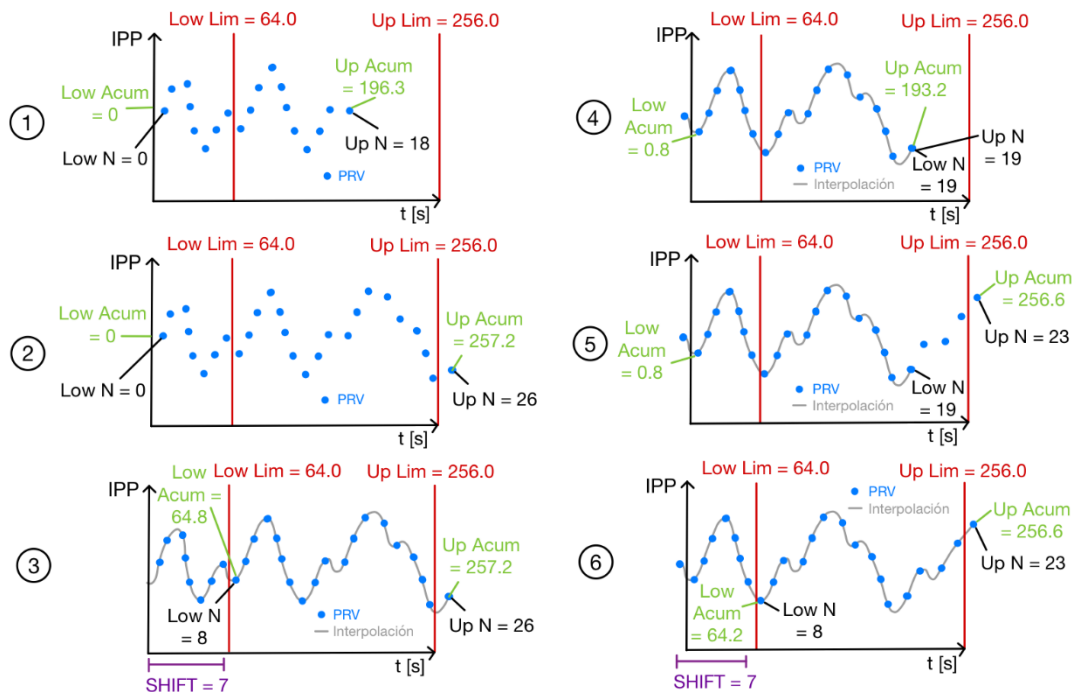 1
Low Lim = 64.0
Up Lim = 256.0
IPP
Low Acum
= 0
Low N = 0
Up Acum
= 196.3
Up N = 18
PRV
t [s]
2
Low Lim = 64.0
Up Lim = 256.0
IPP
Low Acum
= 0
Low N = 0
Up Acum
= 257.2
Up N = 26
PRV
t [s]
3
Low Lim = 64.0
Up Lim = 256.0
IPP
Low
Acum =
64.8
Low N
= 8
Up Acum
= 257.2
Up N = 26
PRV
Interpolación
t [s]
SHIFT = 7
4
Low Lim = 64.0
Up Lim = 256.0
IPP
Low
Acum
= 0.8
Up Acum
= 193.2
Up N
= 19
Low N
= 19
PRV
Interpolación
t [s]
5
Low Lim = 64.0
Up Lim = 256.0
IPP
Low
Acum
= 0.8
Up Acum
= 256.6
Up N = 23
Low N
= 19
PRV
Interpolación
t [s]
6
Low Lim = 64.0
Up Lim = 256.0
IPP
PRV
Interpolación
Up Acum
= 256.6
Up N = 23
Low
Acum
= 64.2
Low N
= 8
t [s]
SHIFT = 7